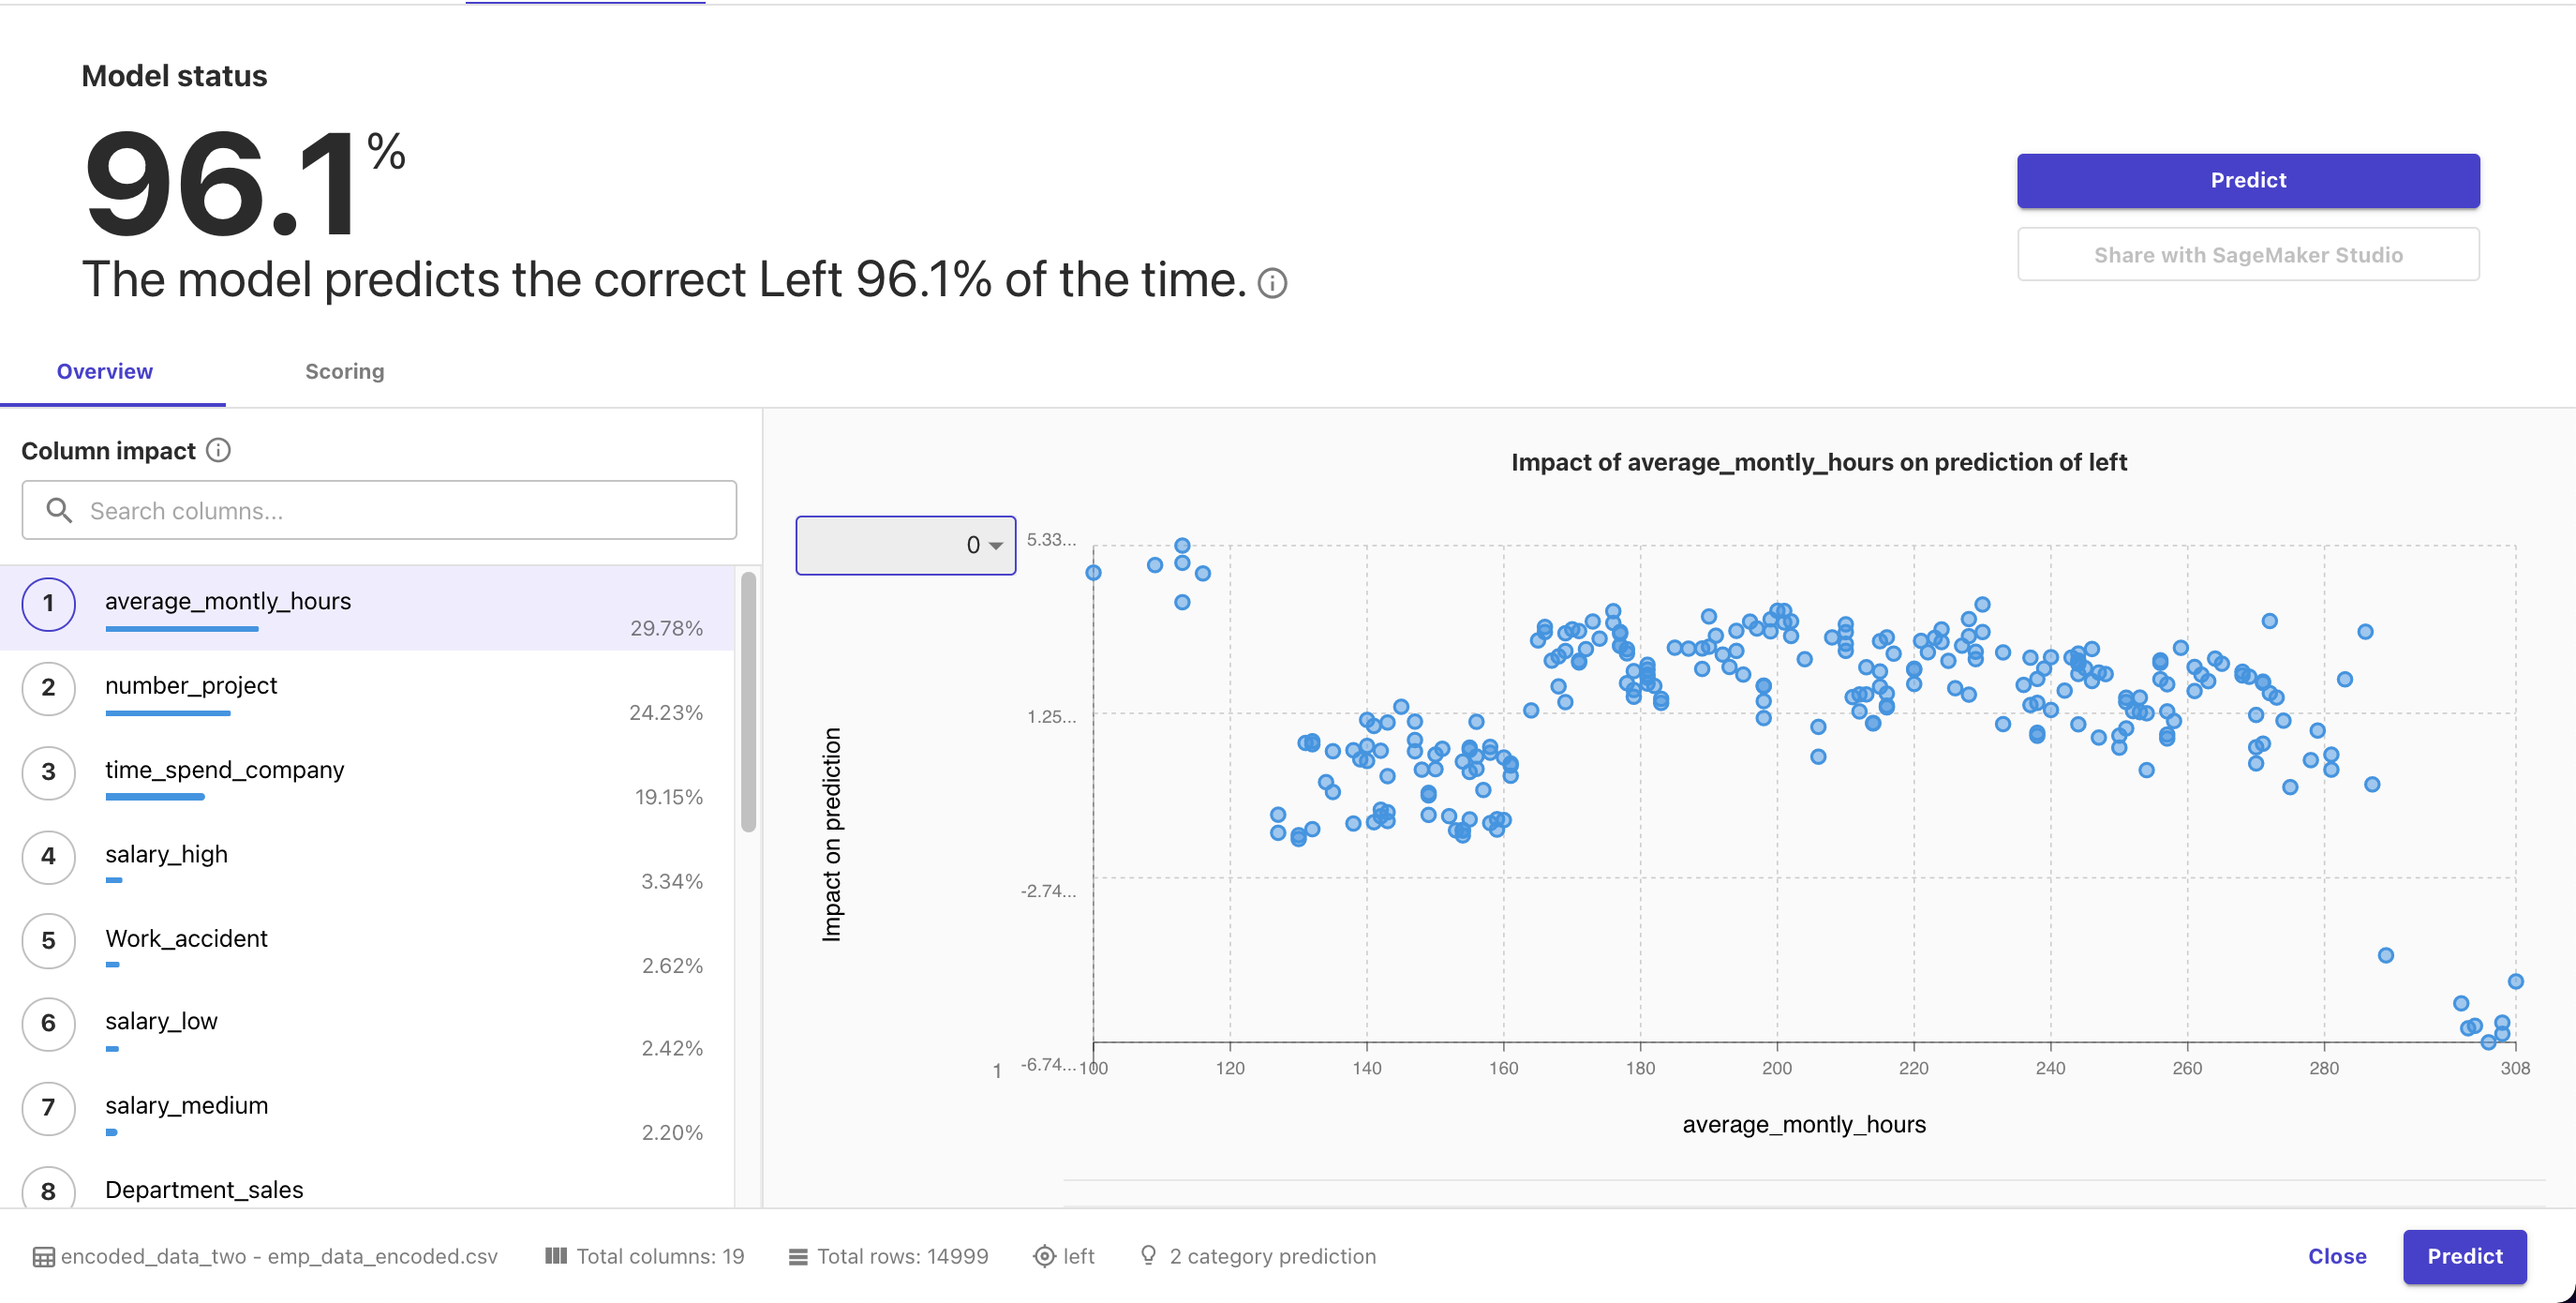 Model status
96.1%
The model predicts the correct Left 96.1% of the time.
Predict
Share with SageMaker Studio
Overview
Scoring
Column impact
Search columns...
1 average_montly_hours 29.78%
2 number_project 24.23%
3 time_spend_company 19.15%
4 salary_high 3.34%
5 Work_accident 2.62%
6 salary_low 2.42%
7 salary_medium 2.20%
8 Department_sales
Impact of average_montly_hours on prediction of left
0
5.33...
1.25...
-2.74...
-6.74...
1
Impact on prediction
100 120 140 160 180 200 220 240 260 280 308
average_montly_hours
encoded_data_two - emp_data_encoded.csv Total columns: 19 Total rows: 14999 left 2 category prediction
Close
Predict